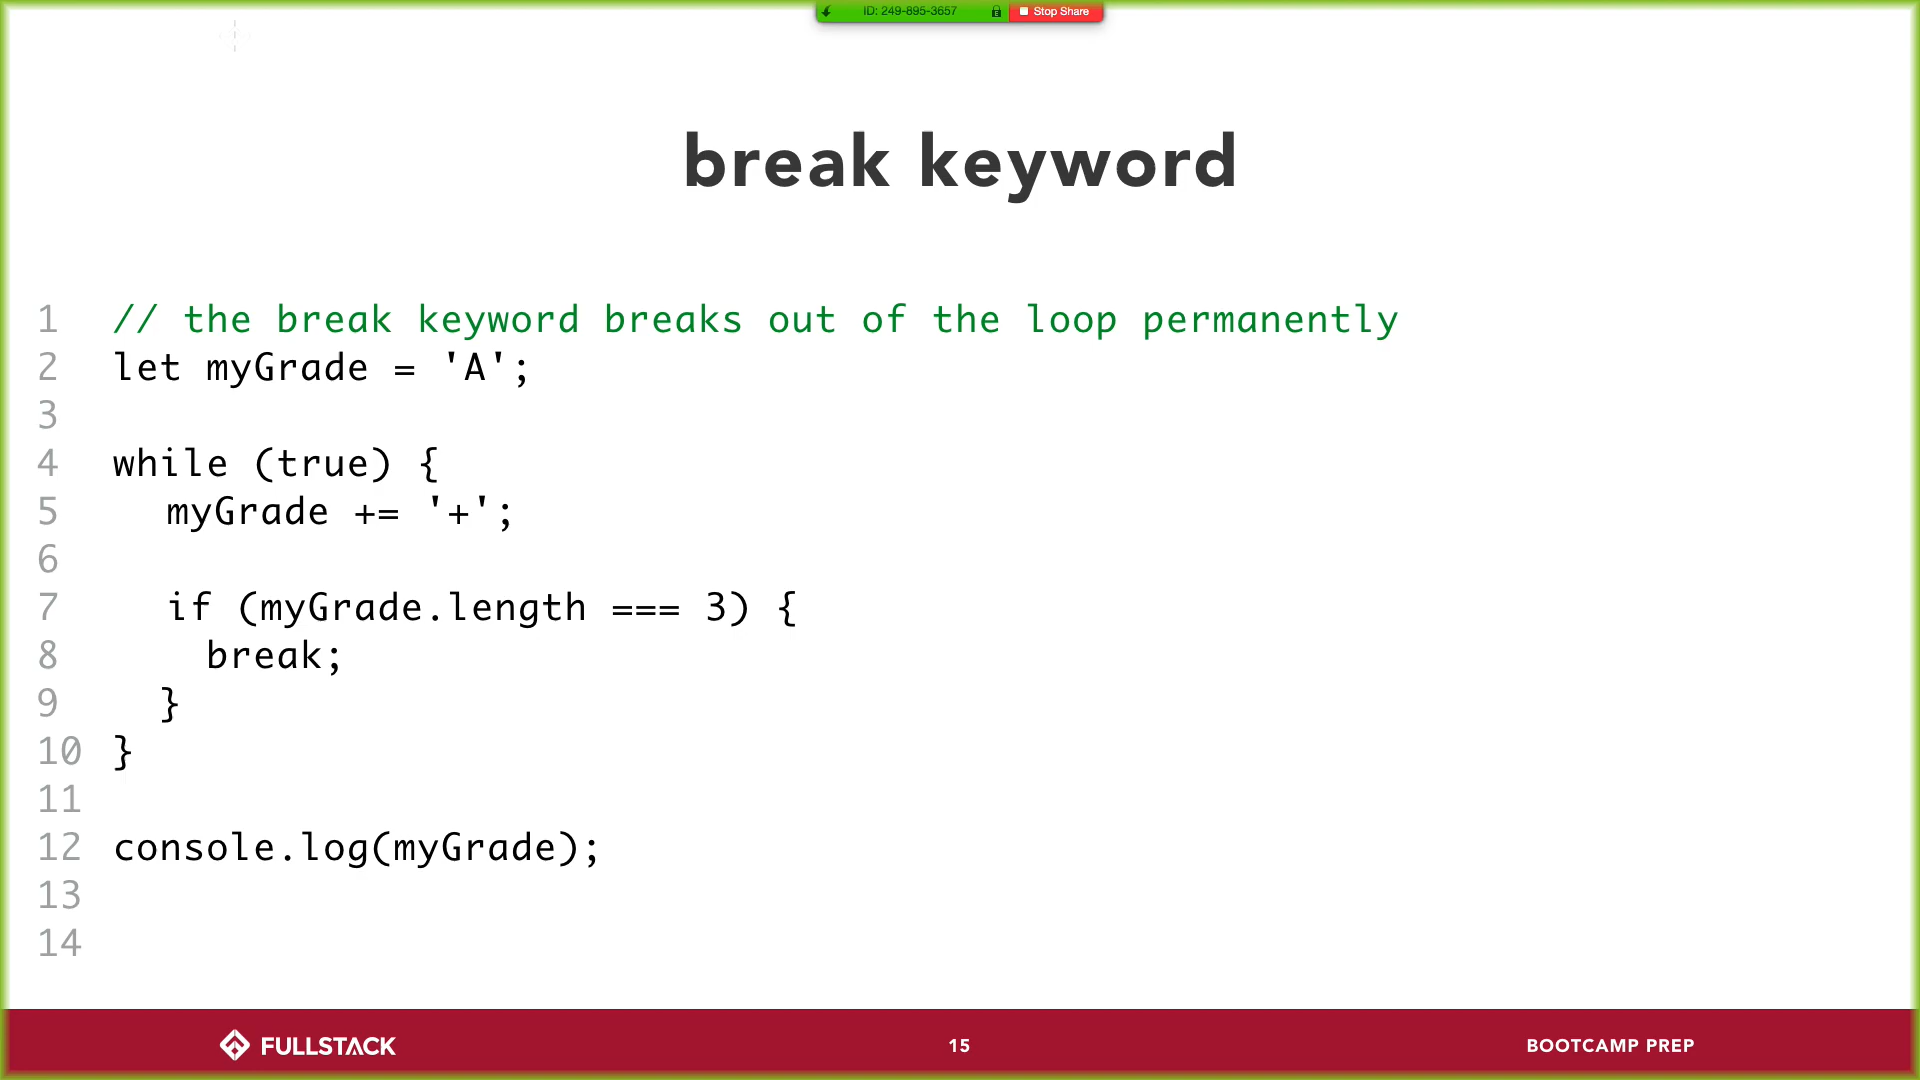 ID: 249-895-3657 Stop Share
break keyword
1 // the break keyword breaks out of the loop permanently
2 let myGrade = 'A';
3
4 while (true) {
5 myGrade += '+';
6
7 if (myGrade.length === 3) {
8 break;
9 }
10 }
11
12 console.log(myGrade);
13
14
FULLSTACK 15 BOOTCAMP PREP